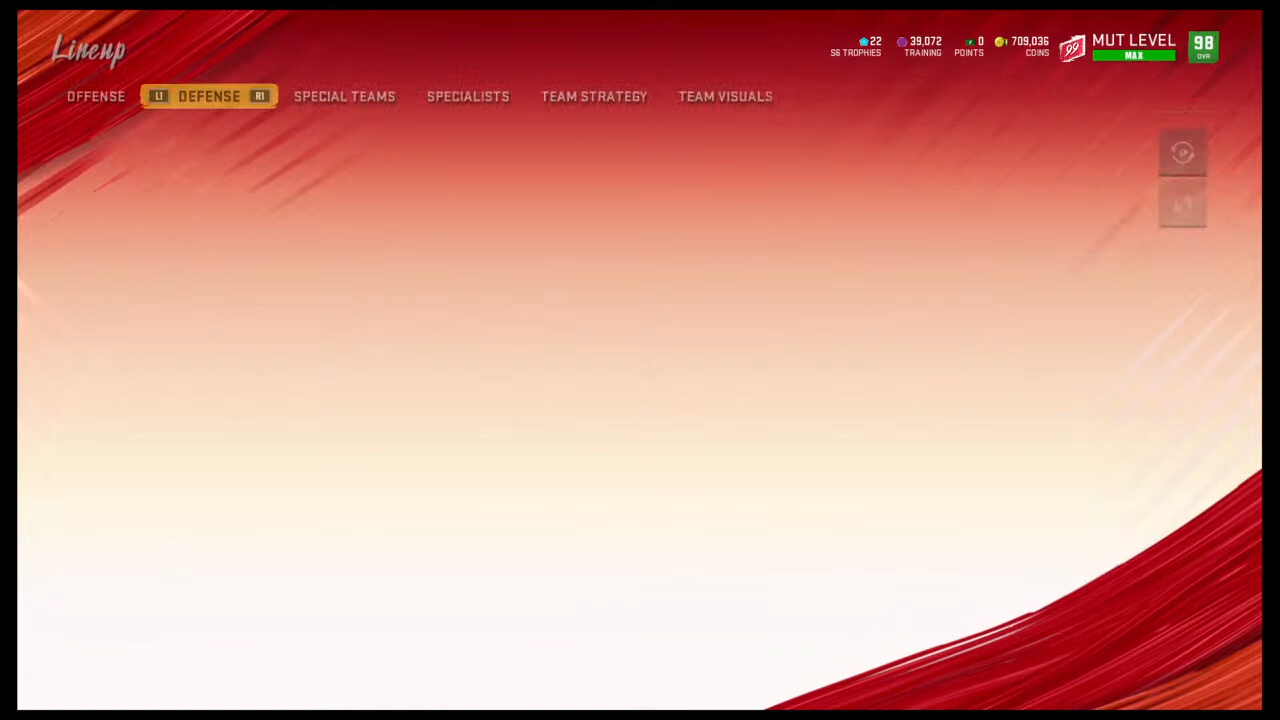 Lineup
22
S6 TROPHIES
39,072
TRAINING
0
POINTS
709,036
COINS
99
MUT LEVEL
MAX
98
OVR
OFFENSE
L1 DEFENSE R1
SPECIAL TEAMS
SPECIALISTS
TEAM STRATEGY
TEAM VISUALS